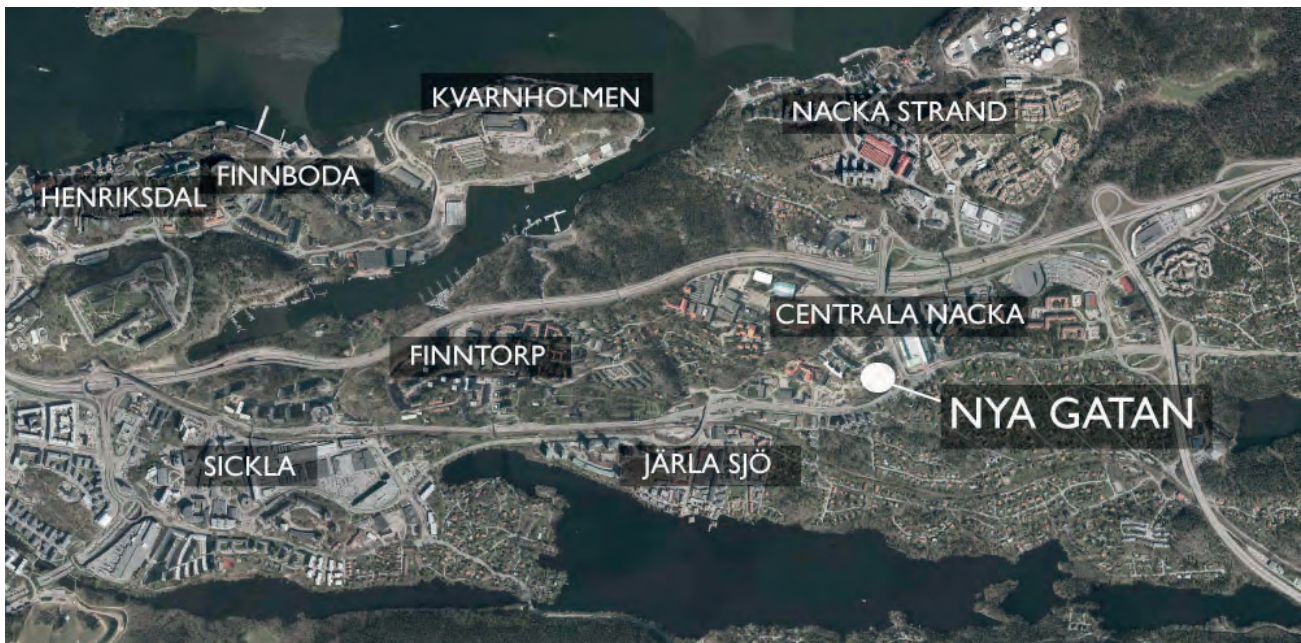 KVARNHOLMEN
NACKA STRAND
FINNBODA
HENRIKSDAL
CENTRALA NACKA
FINNTORP
NYA GATAN
SICKLA
JÄRLA SJÖ